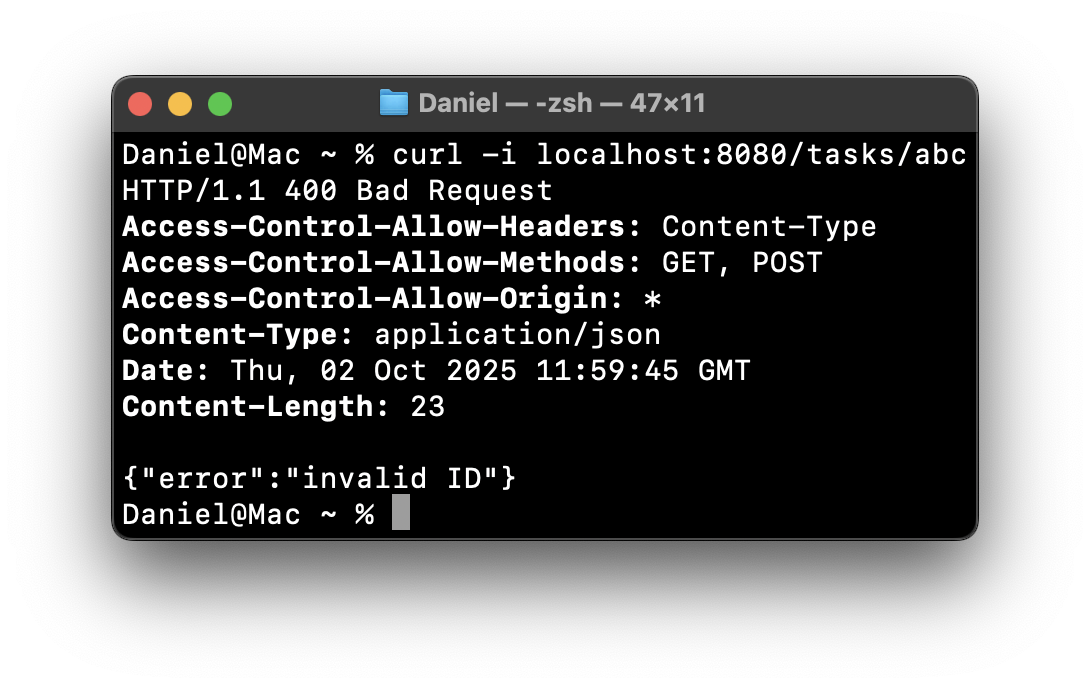 Daniel — -zsh — 47×11
Daniel@Mac ~ % curl -i localhost:8080/tasks/abc
HTTP/1.1 400 Bad Request
Access-Control-Allow-Headers: Content-Type
Access-Control-Allow-Methods: GET, POST
Access-Control-Allow-Origin: *
Content-Type: application/json
Date: Thu, 02 Oct 2025 11:59:45 GMT
Content-Length: 23

{"error":"invalid ID"}
Daniel@Mac ~ %